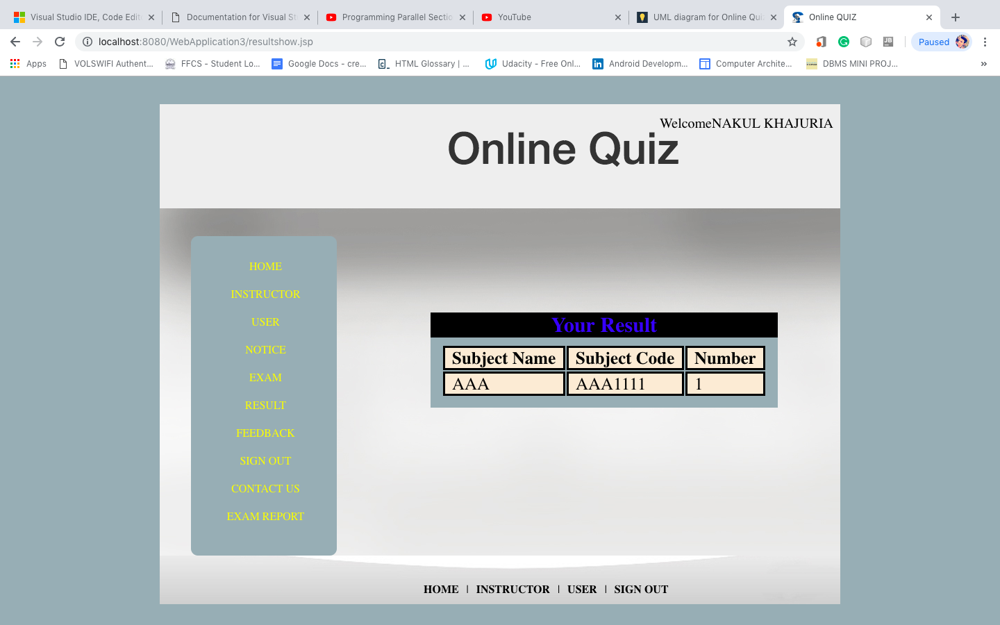 Visual Studio IDE, Code Edit
Documentation for Visual St
Programming Parallel Sectio
YouTube
UML diagram for Online Qui
Online QUIZ
localhost:8080/WebApplication3/resultshow.jsp
Paused
Apps
VOLSWIFI Authent...
FFCS - Student Lo...
Google Docs - cre...
HTML Glossary | ...
Udacity - Free Onl...
Android Developm...
Computer Archite...
DBMS MINI PROJ...
WelcomeNAKUL KHAJURIA
Online Quiz
HOME
INSTRUCTOR
USER
NOTICE
EXAM
RESULT
FEEDBACK
SIGN OUT
CONTACT US
EXAM REPORT
Your Result
Subject Name Subject Code Number
AAA AAA1111 1
HOME | INSTRUCTOR | USER | SIGN OUT